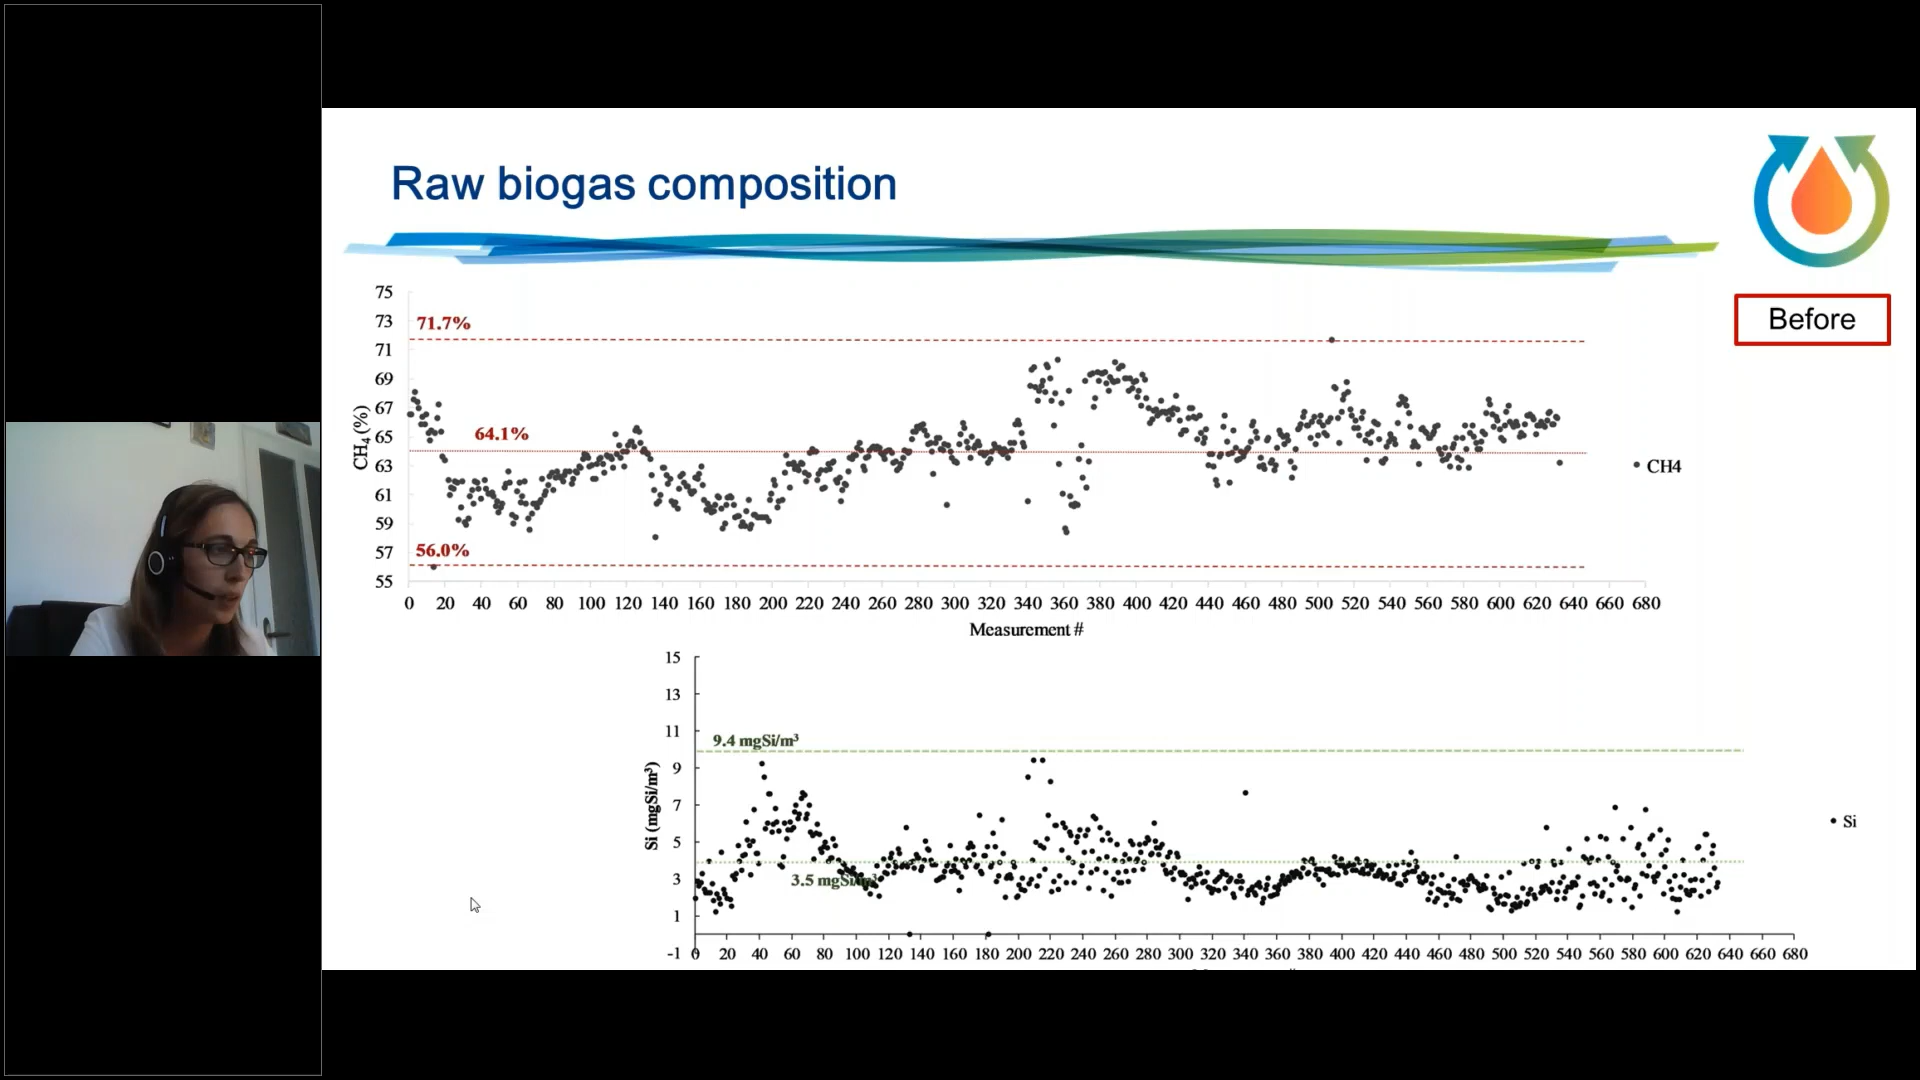 Raw biogas composition
Before
75
73
71.7%
71
69
67
65
64.1%
63
61
59
57
56.0%
55
CH₄ (%)
CH4
0 20 40 60 80 100 120 140 160 180 200 220 240 260 280 300 320 340 360 380 400 420 440 460 480 500 520 540 560 580 600 620 640 660 680
Measurement #
15
13
11
9.4 mgSi/m³
9
7
5
3.5 mgSi/m³
3
1
-1
Si (mgSi/m³)
Si
0 20 40 60 80 100 120 140 160 180 200 220 240 260 280 300 320 340 360 380 400 420 440 460 480 500 520 540 560 580 600 620 640 660 680